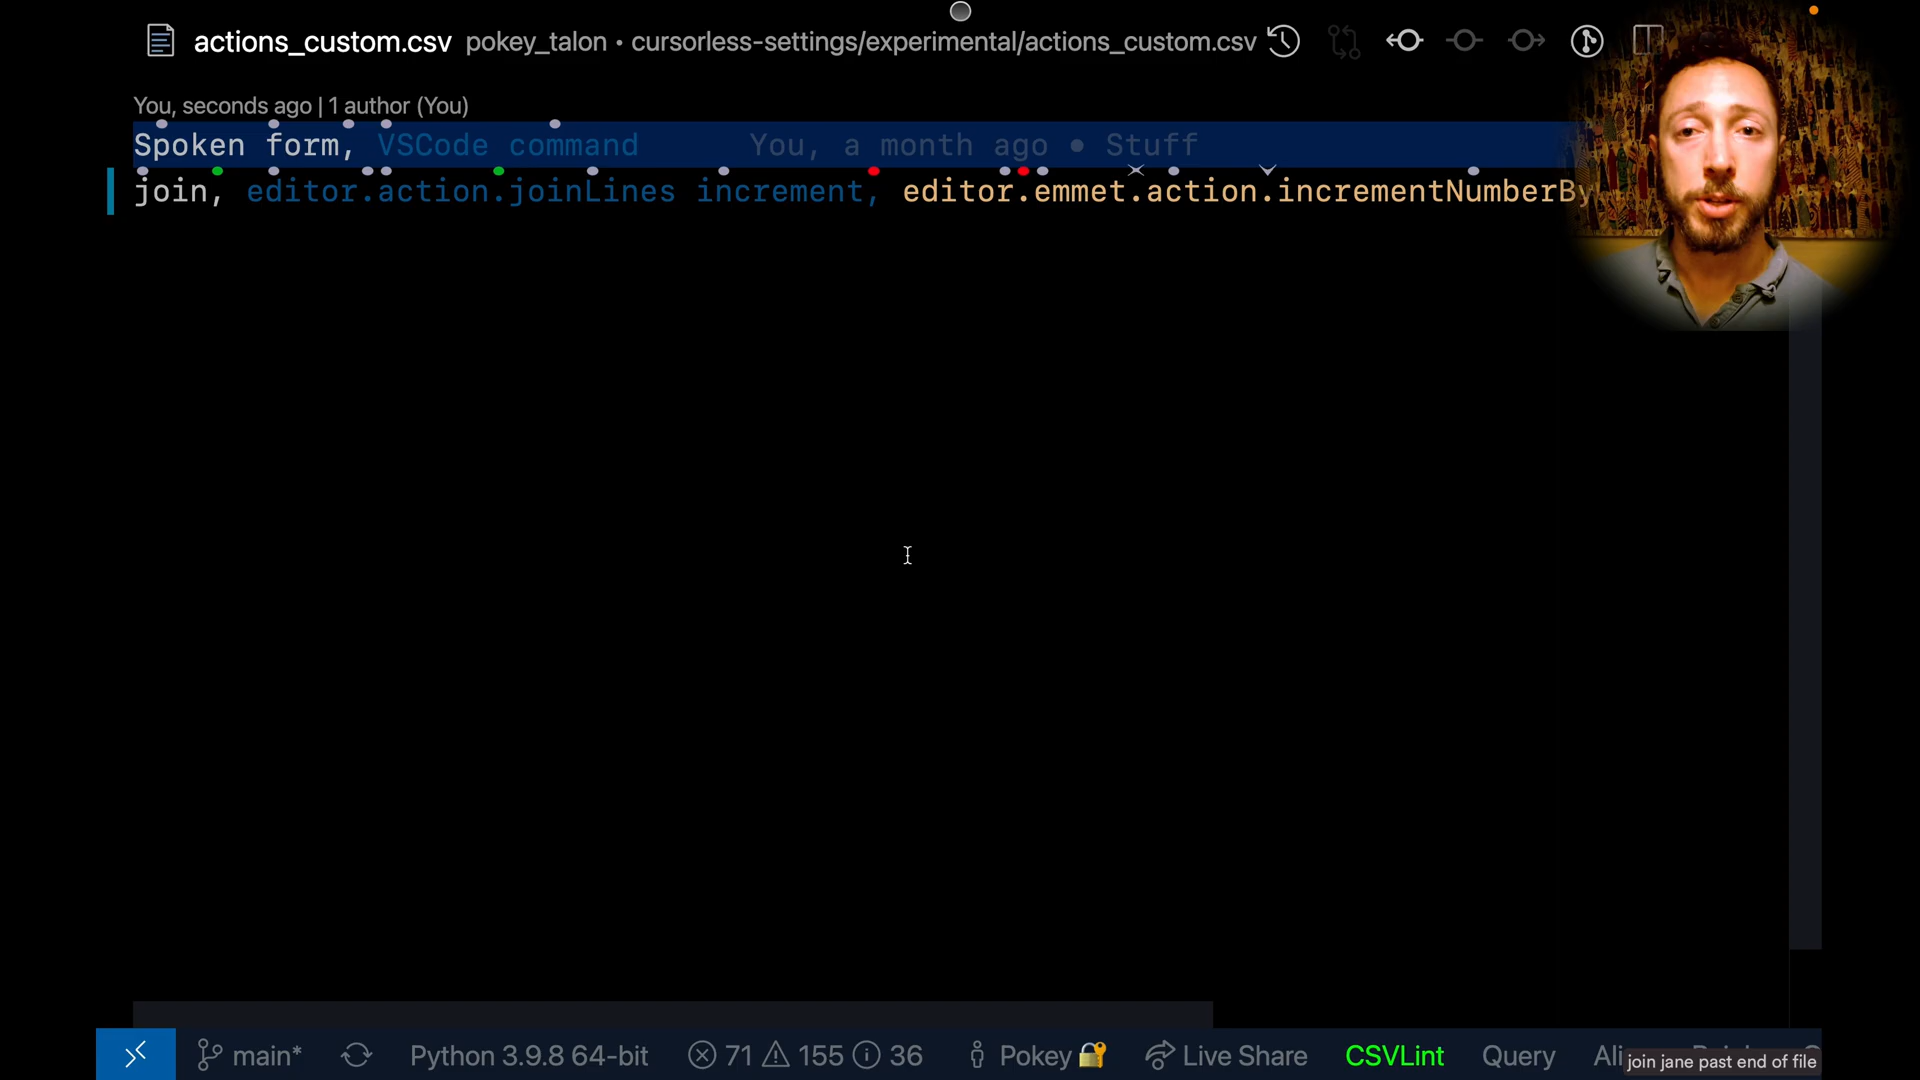 actions_custom.csv pokey_talon • cursorless-settings/experimental/actions_custom.csv
You, seconds ago | 1 author (You)
Spoken form, VSCode command You, a month ago • Stuff
join, editor.action.joinLines increment, editor.emmet.action.incrementNumberBy
main* Python 3.9.8 64-bit 71 155 36 Pokey Live Share CSVLint Query Ali
join jane past end of file